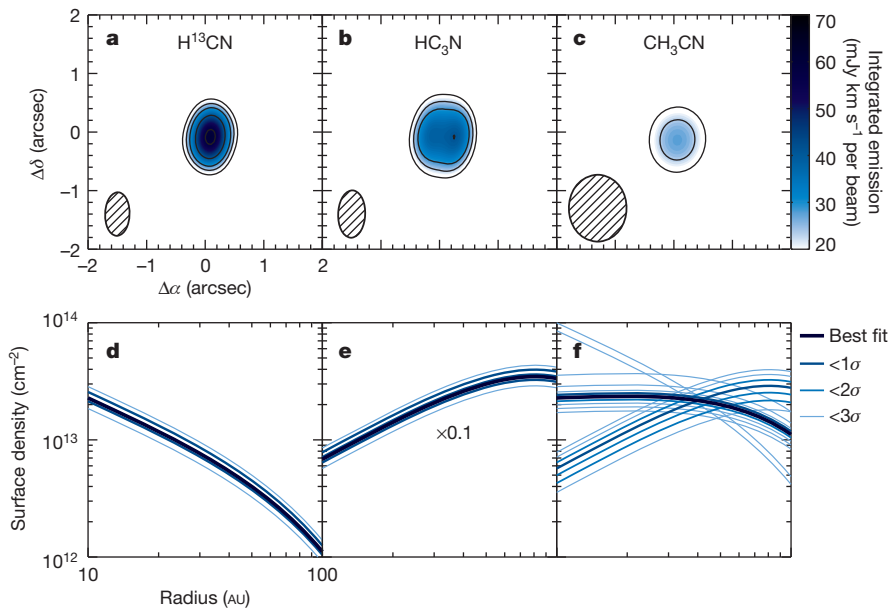 a H¹³CN
b HC₃N
c CH₃CN
2
1
0
−1
−2
Δδ (arcsec)
−2 −1 0 1 2
Δα (arcsec)
70
60
50
40
30
20
Integrated emission
(mJy km s⁻¹ per beam)
d
e
f
10¹⁴
10¹³
10¹²
Surface density (cm⁻²)
×0.1
10 100
Radius (AU)
Best fit
<1σ
<2σ
<3σ